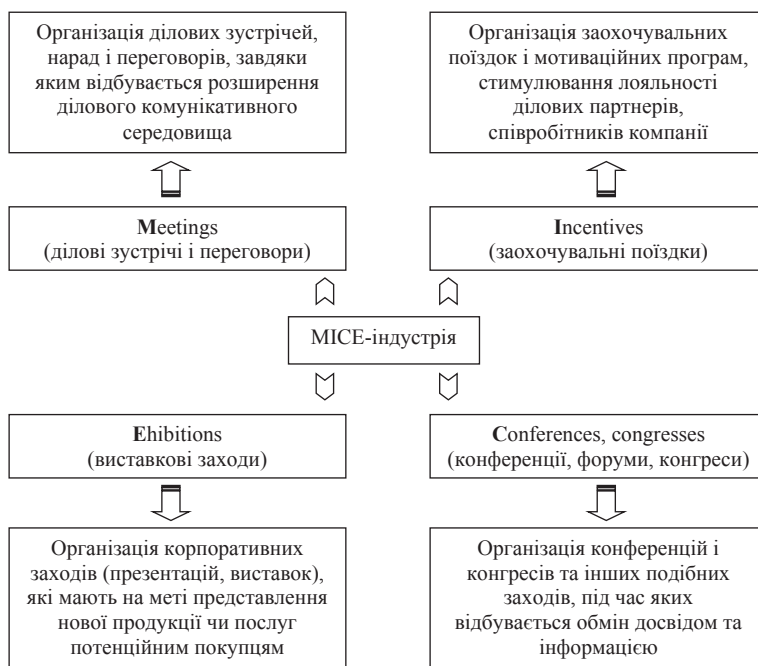 Організація ділових зустрічей,
нарад і переговорів, завдяки
яким відбувається розширення
ділового комунікативного
середовища
Організація заохочувальних
поїздок і мотиваційних програм,
стимулювання лояльності
ділових партнерів,
співробітників компанії
Meetings
(ділові зустрічі і переговори)
Incentives
(заохочувальні поїздки)
MICE-індустрія
Ehibitions
(виставкові заходи)
Conferences, congresses
(конференції, форуми, конгреси)
Організація корпоративних
заходів (презентацій, виставок),
які мають на меті представлення
нової продукції чи послуг
потенційним покупцям
Організація конференцій і
конгресів та інших подібних
заходів, під час яких
відбувається обмін досвідом та
інформацією